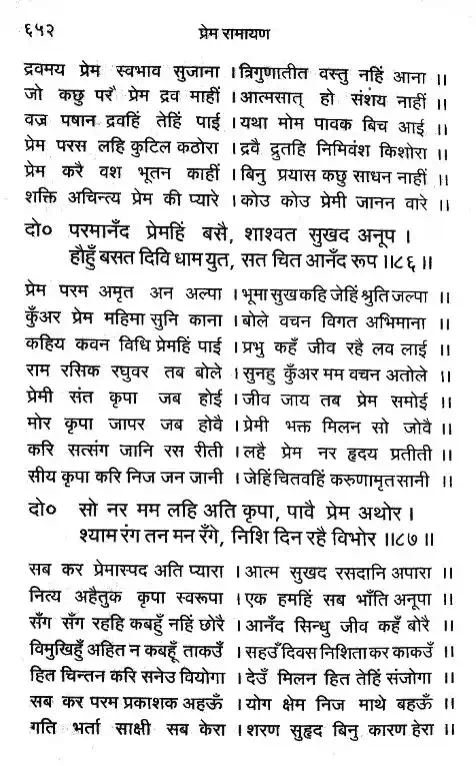 ६५२ प्रेम रामायण
द्रवमय प्रेम स्वभाव सुजाना । त्रिगुणातीत वस्तु नहिं आना ।।
जो कछु परै प्रेम द्रव माहीं । आत्मसात् हो संशय नाहीं ।।
वज्र पषान द्रवहिं तेहिं पाई । यथा मोम पावक बिच आई ।।
प्रेम परस लहि कुटिल कठोरा । द्रवै द्रुतहि निमिवंश किशोरा ।।
प्रेम करै वश भूतन काहीं । बिनु प्रयास कछु साधन नाहीं ।।
शक्ति अचिन्त्य प्रेम की प्यारे । कोउ कोउ प्रेमी जानन वारे ।।
दो० परमानँद प्रेमहिं बसै, शाश्वत सुखद अनूप ।
हौहुँ बसत दिवि धाम युत, सत चित आनँद रूप ।।८६।।
प्रेम परम अमृत अन अल्पा । भूमा सुख कहि जेहिं श्रुति जल्पा ।।
कुँअर प्रेम महिमा सुनि काना । बोले वचन विगत अभिमाना ।।
कहिय कवन विधि प्रेमहिं पाई । प्रभु कहँ जीव रहै लव लाई ।।
राम रसिक रघुवर तब बोले । सुनहु कुँअर मम वचन अतोले ।।
प्रेमी संत कृपा जब होई । जीव जाय तब प्रेम समोई ।।
मोर कृपा जापर जब होवै । प्रेमी भक्त मिलन सो जोवै ।।
करि सत्संग जानि रस रीती । लहै प्रेम नर हृदय प्रतीती ।।
सीय कृपा करि निज जन जानी । जेहिं चितवहिं करुणामृत सानी ।।
दो० सो नर मम लहि अति कृपा, पावै प्रेम अथोर ।
श्याम रंग तन मन रँगे, निशि दिन रहै विभोर ।।८७।।
सब कर प्रेमास्पद अति प्यारा । आत्म सुखद रसदानि अपारा ।।
नित्य अहैतुक कृपा स्वरूपा । एक हमहिं सब भाँति अनूपा ।।
सँग सँग रहहि कबहुँ नहिं छोरै । आनँद सिन्धु जीव कहँ बोरै ।।
विमुखिहुँ अहित न कबहूँ ताकउँ । सहउँ दिवस निशिता कर काकउँ ।।
हित चिन्तन करि सनेउ वियोगा । देउँ मिलन हित तेहिं संजोगा ।।
सब कर परम प्रकाशक अहऊँ । योग क्षेम निज माथे बहऊँ ।।
गति भर्ता साक्षी सब केरा । शरण सुहृद बिनु कारण हेरा ।।